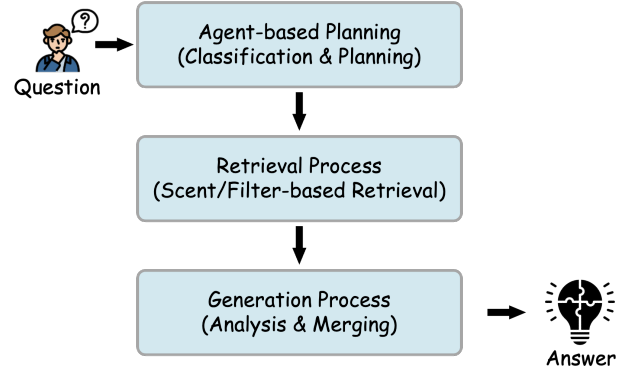 ?
Question
Agent-based Planning
(Classification & Planning)
Retrieval Process
(Scent/Filter-based Retrieval)
Generation Process
(Analysis & Merging)
Answer